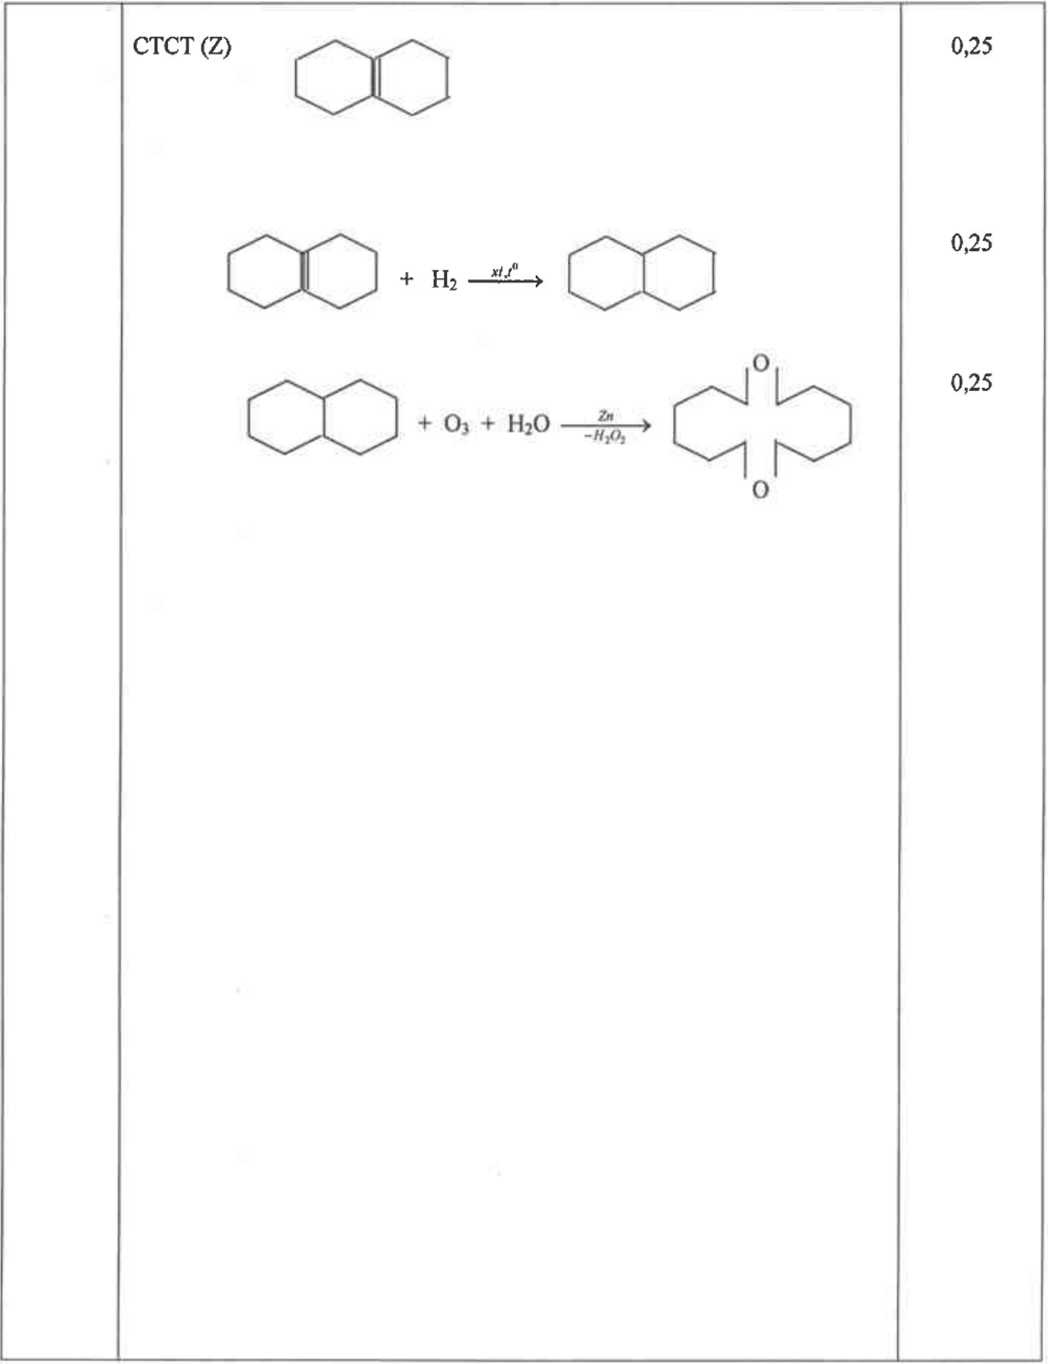 CTCT (Z) 0,25
+ H₂ xt,t⁰ 0,25
O 0,25
+ O₃ + H₂O Zn −H₂O₂
O